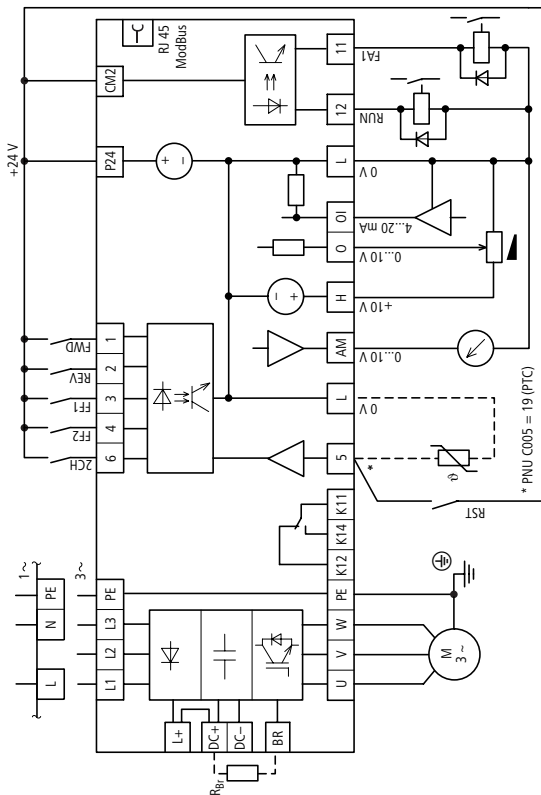 +24 V
1 ~
L
N
PE
3 ~
L1
L2
L3
PE
2CH
FF2
FF1
REV
FWD
6
4
3
2
1
P24
CM2
RJ 45
ModBus
L+
DC+
DC−
BR
R_Br
U
V
W
PE
K12
K14
K11
5
L
AM
H
O
OI
L
12
11
*
0 V
0...10 V
+10 V
0...10 V
4...20 mA
0 V
RUN
FA1
M
3 ~
RST
ϑ
* PNU C005 = 19 (PTC)